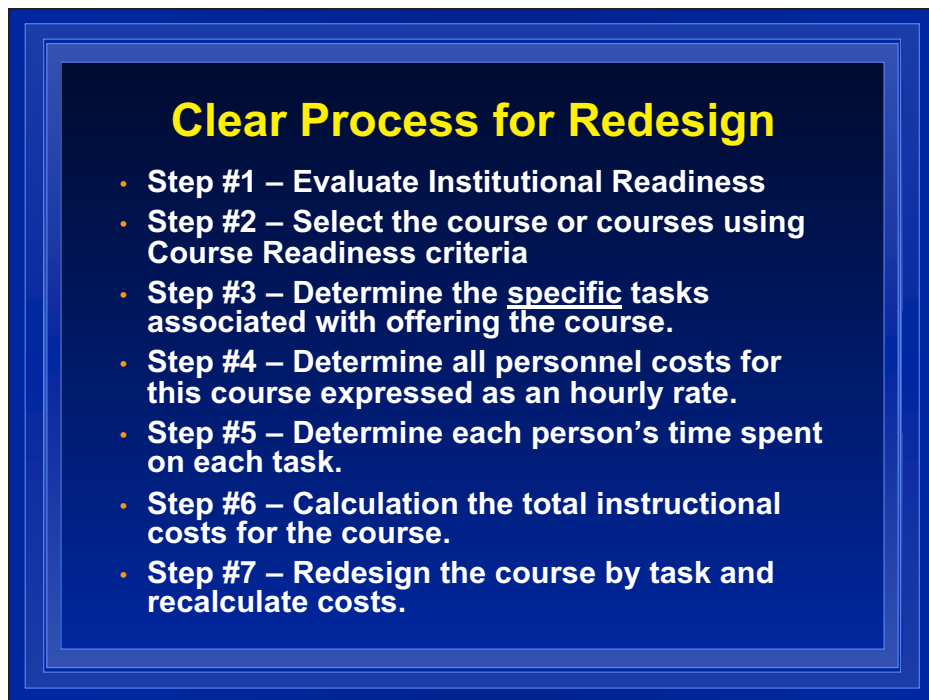 Clear Process for Redesign
• Step #1 – Evaluate Institutional Readiness
• Step #2 – Select the course or courses using
Course Readiness criteria
• Step #3 – Determine the specific tasks
associated with offering the course.
• Step #4 – Determine all personnel costs for
this course expressed as an hourly rate.
• Step #5 – Determine each person’s time spent
on each task.
• Step #6 – Calculation the total instructional
costs for the course.
• Step #7 – Redesign the course by task and
recalculate costs.